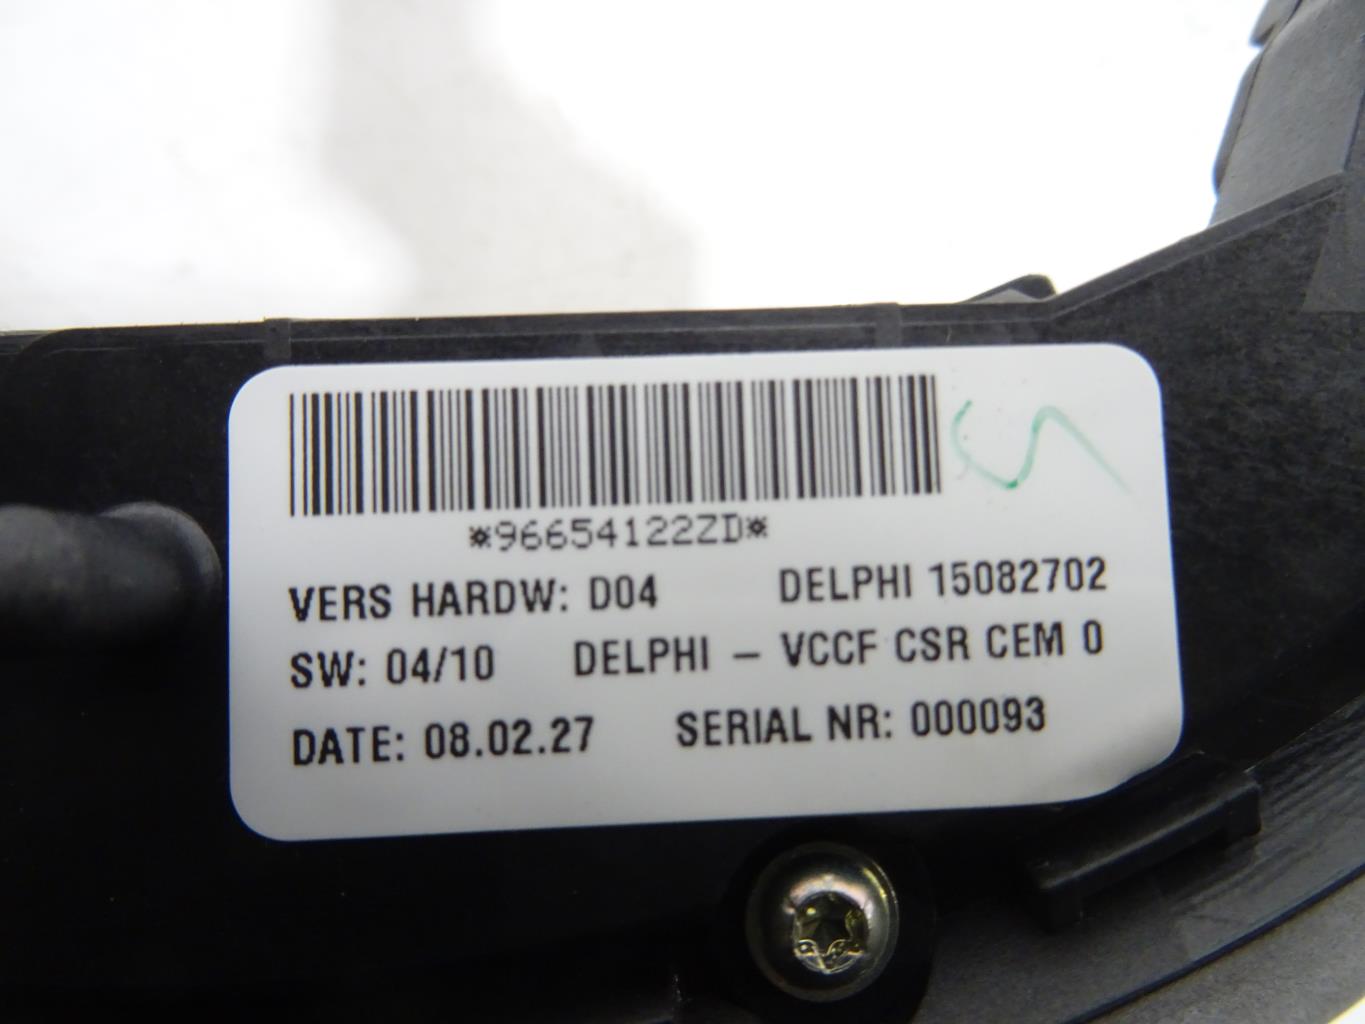 *96654122ZD*
VERS HARDW: D04 DELPHI 15082702
SW: 04/10 DELPHI – VCCF CSR CEM 0
DATE: 08.02.27 SERIAL NR: 000093